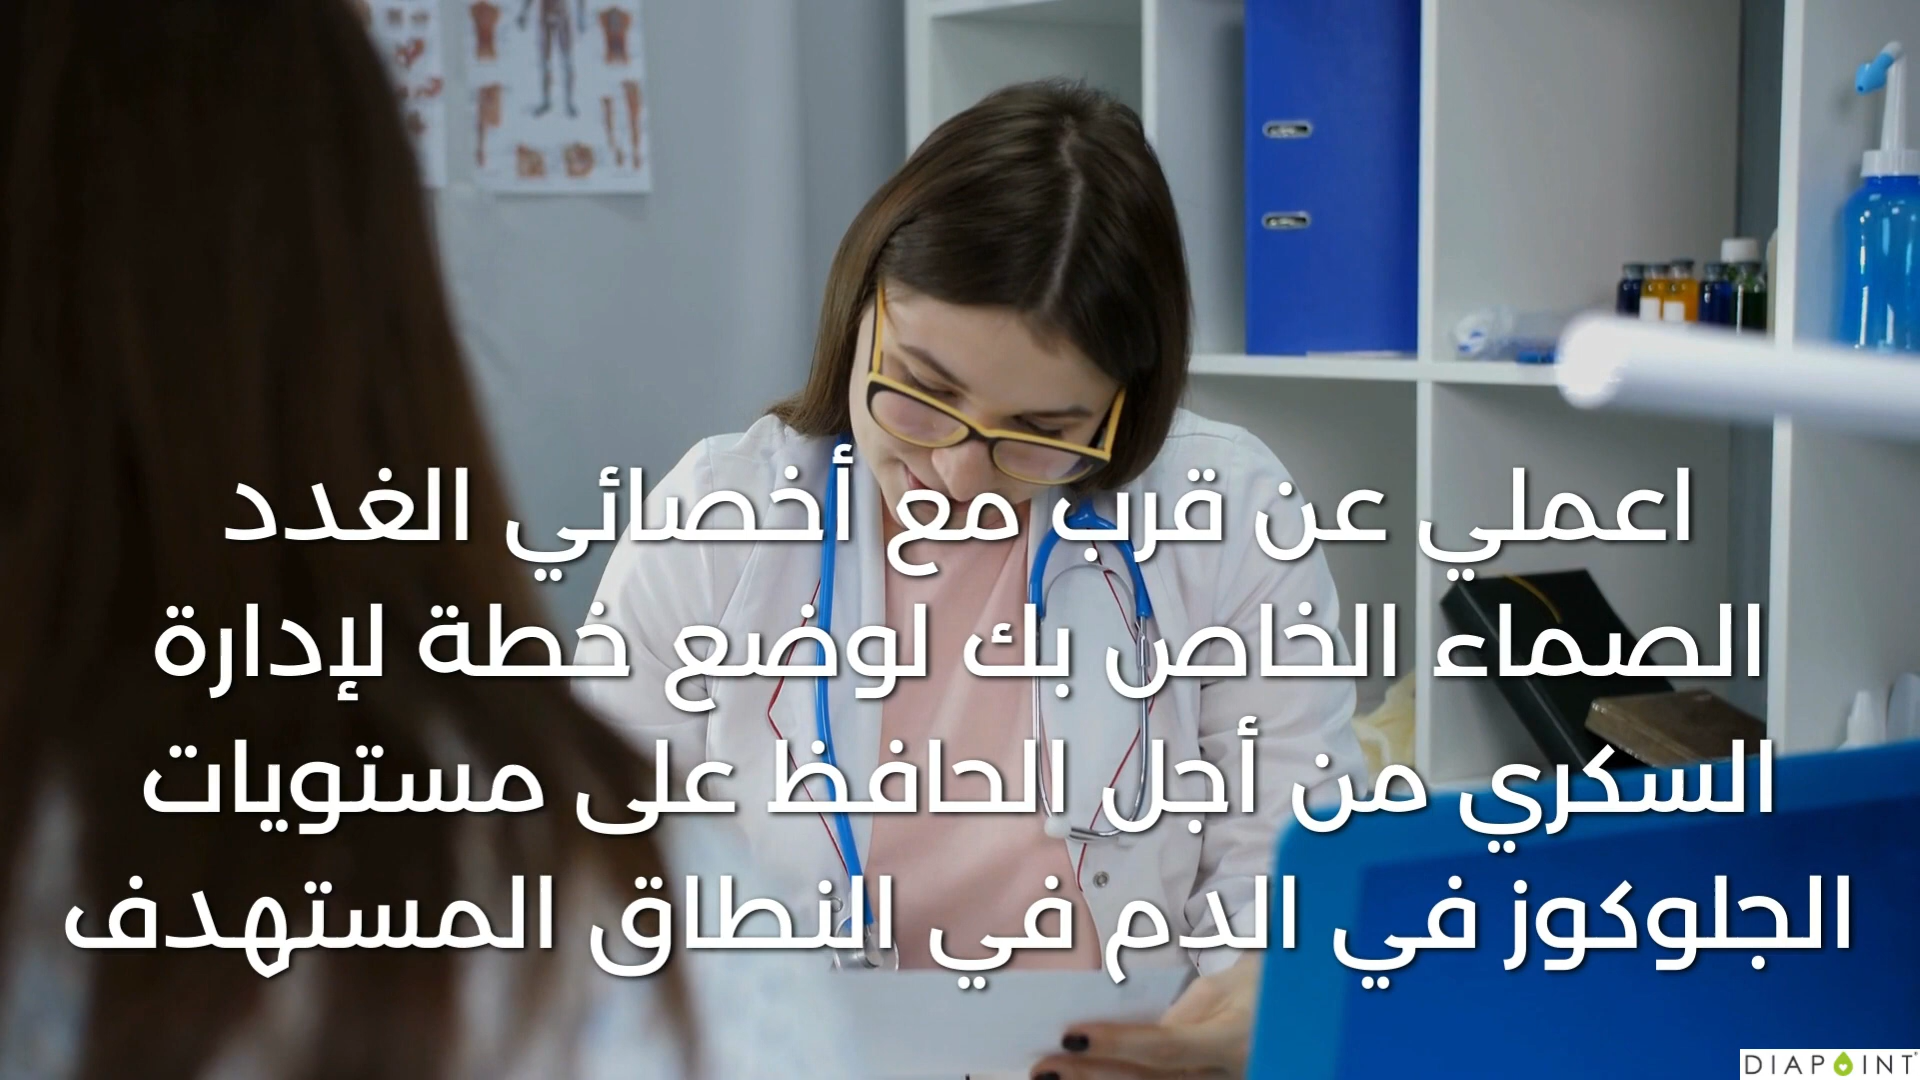 اعملي عن قرب مع أخصائي الغدد
الصماء الخاص بك لوضع خطة لإدارة
السكري من أجل الحافظ على مستويات
الجلوكوز في الدم في النطاق المستهدف
DIAPOINT